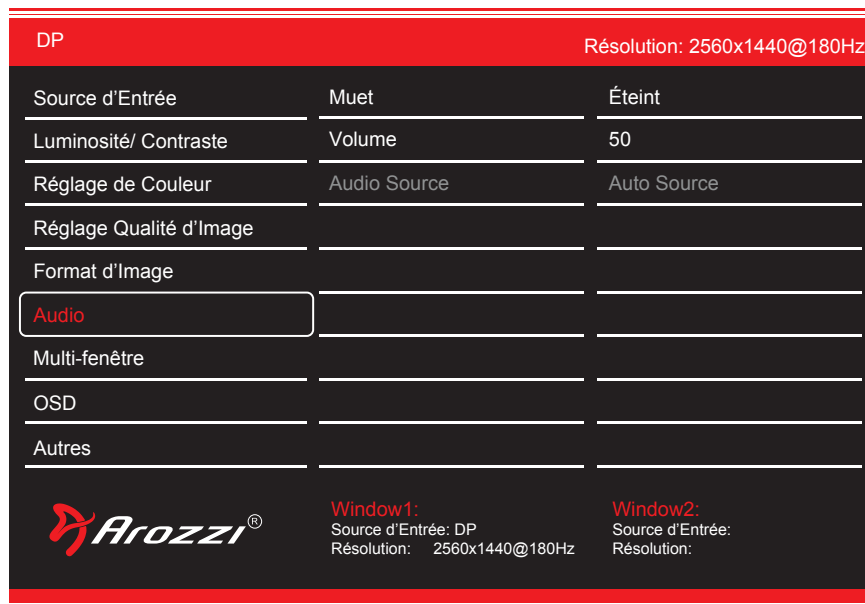 DP
Résolution: 2560x1440@180Hz
Source d’Entrée Muet Éteint
Luminosité/ Contraste Volume 50
Réglage de Couleur Audio Source Auto Source
Réglage Qualité d’Image
Format d’Image
Audio
Multi-fenêtre
OSD
Autres
Arozzi®
Window1:
Source d’Entrée: DP
Résolution: 2560x1440@180Hz
Window2:
Source d’Entrée:
Résolution: